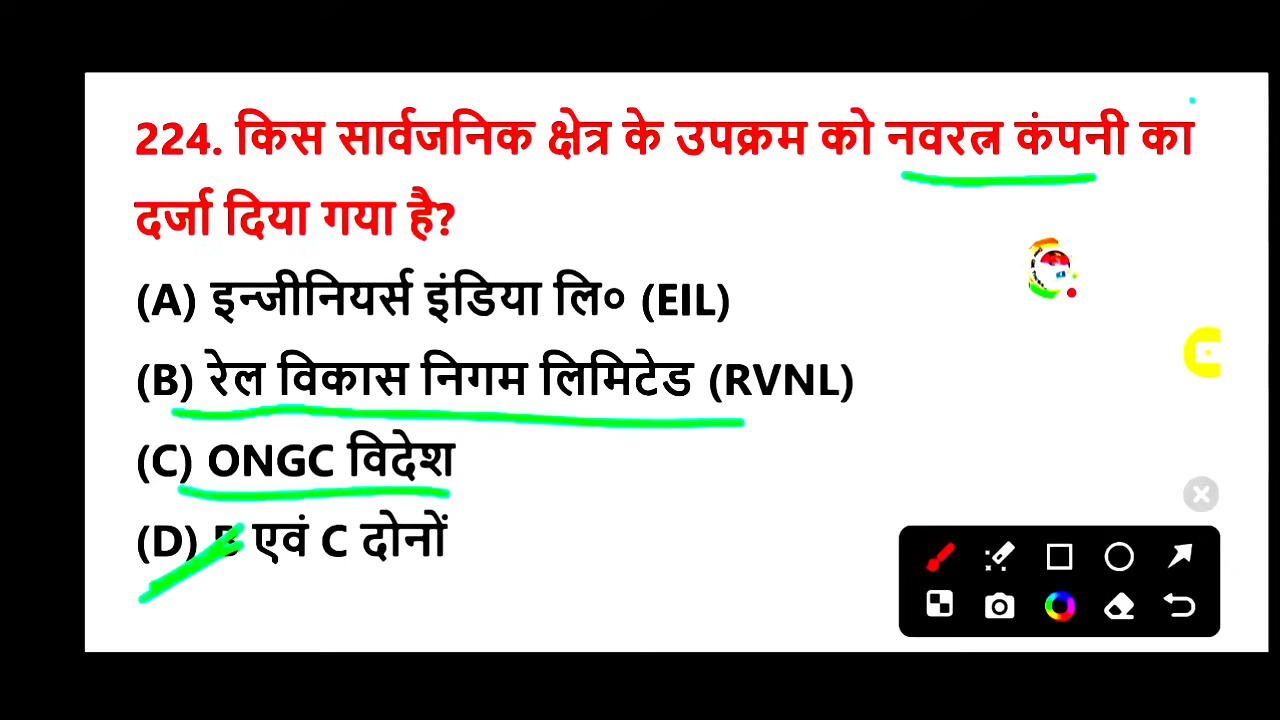 224. किस सार्वजनिक क्षेत्र के उपक्रम को नवरत्न कंपनी का
दर्जा दिया गया है?
(A) इन्जीनियर्स इंडिया लि० (EIL)
(B) रेल विकास निगम लिमिटेड (RVNL)
(C) ONGC विदेश
(D) B एवं C दोनों